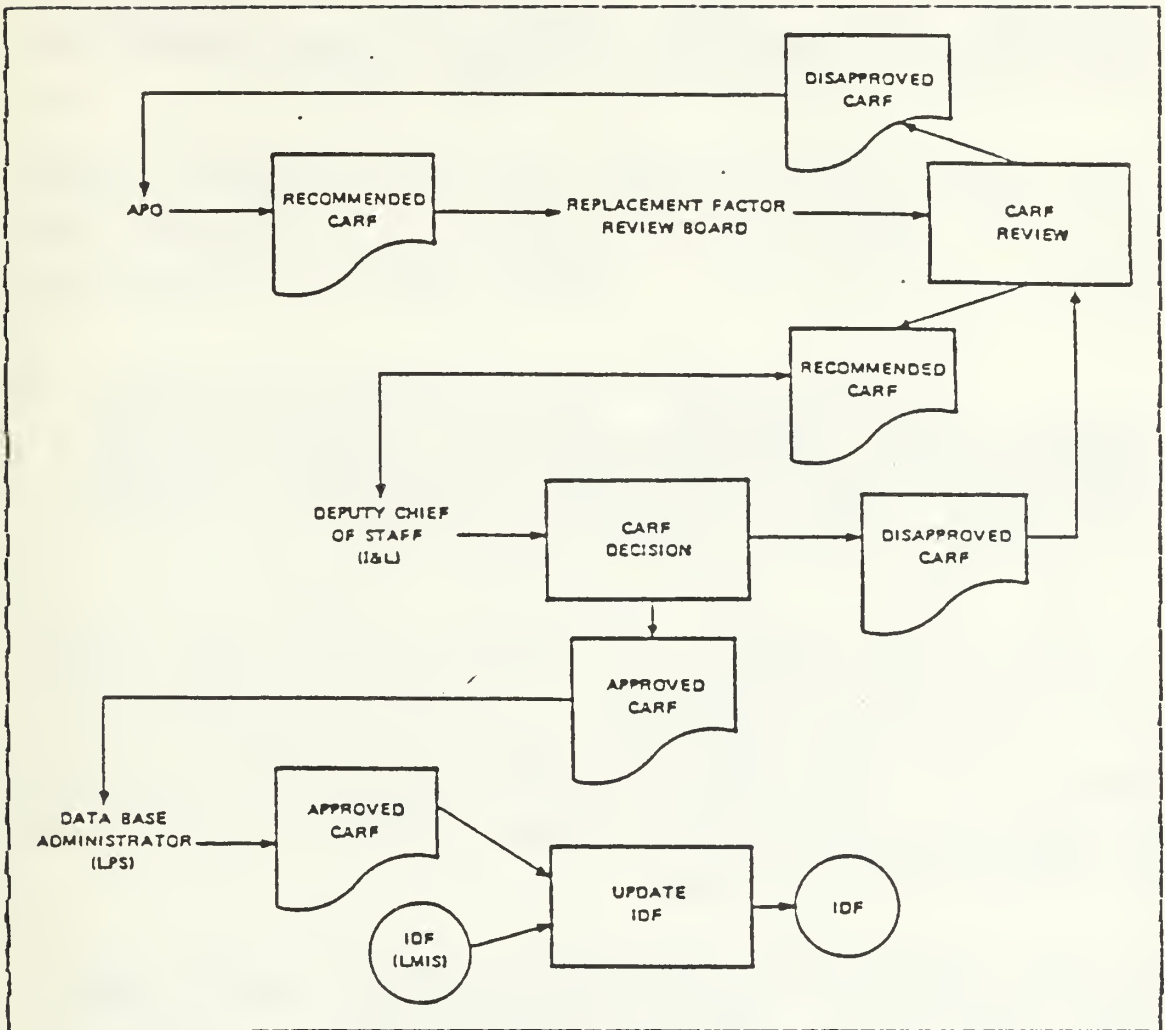 DISAPPROVED
CARF
APO
RECOMMENDED
CARF
REPLACEMENT FACTOR
REVIEW BOARD
CARF
REVIEW
RECOMMENDED
CARF
DEPUTY CHIEF
OF STAFF
(I&L)
CARF
DECISION
DISAPPROVED
CARF
APPROVED
CARF
DATA BASE
ADMINISTRATOR
(LPS)
APPROVED
CARF
UPDATE
IDF
IDF
IDF
(LMIS)